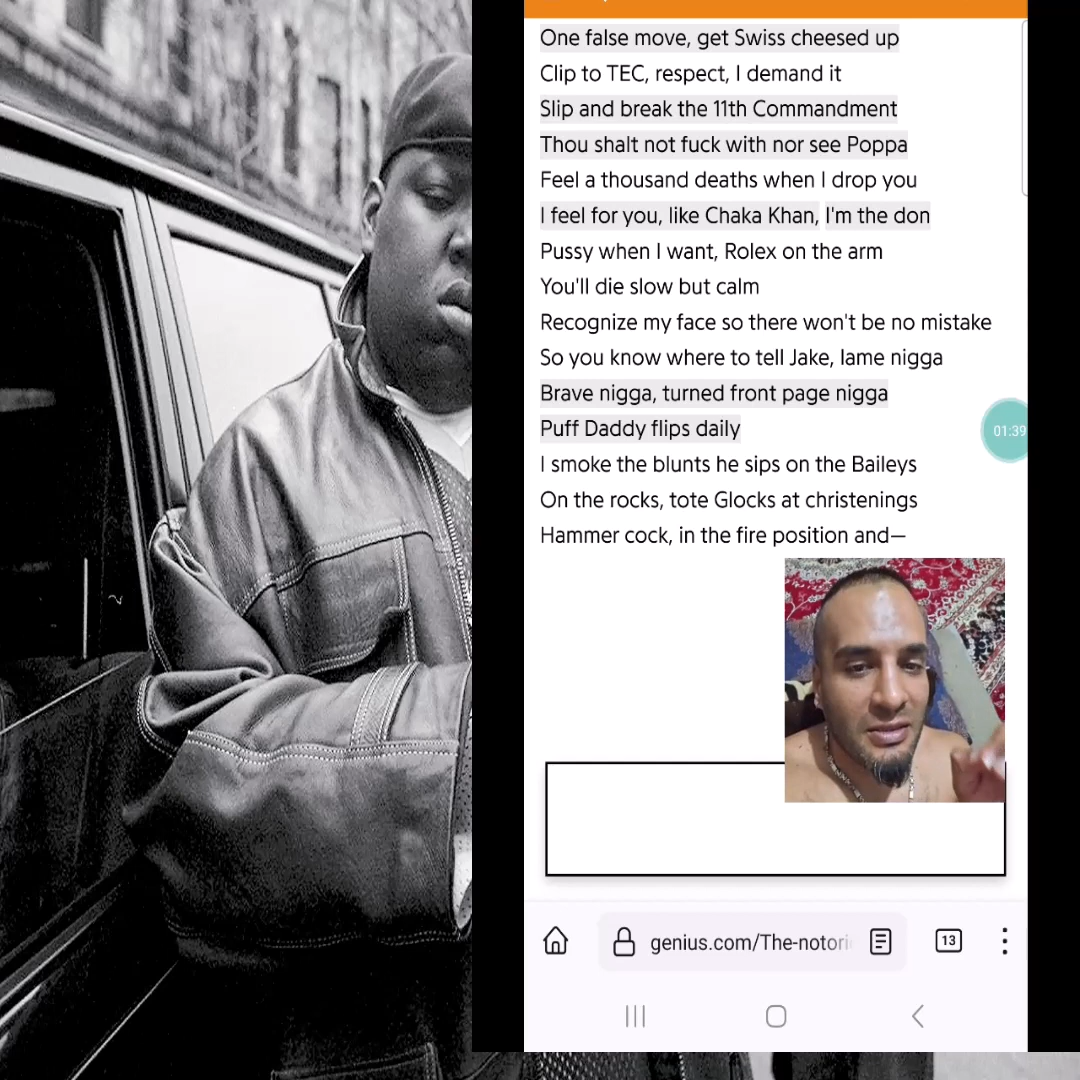 One false move, get Swiss cheesed up
Clip to TEC, respect, I demand it
Slip and break the 11th Commandment
Thou shalt not fuck with nor see Poppa
Feel a thousand deaths when I drop you
I feel for you, like Chaka Khan, I'm the don
Pussy when I want, Rolex on the arm
You'll die slow but calm
Recognize my face so there won't be no mistake
So you know where to tell Jake, lame nigga
Brave nigga, turned front page nigga
Puff Daddy flips daily
I smoke the blunts he sips on the Baileys
On the rocks, tote Glocks at christenings
Hammer cock, in the fire position and—
01:39
genius.com/The-notori
13